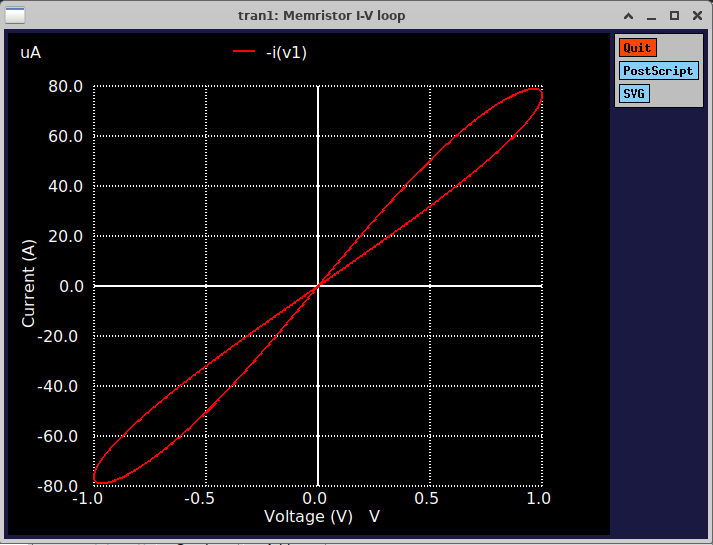 tran1: Memristor I-V loop
Quit
PostScript
SVG
uA
-i(v1)
80.0
60.0
40.0
20.0
0.0
-20.0
-40.0
-60.0
-80.0
Current (A)
-1.0 -0.5 0.0 0.5 1.0
Voltage (V) V